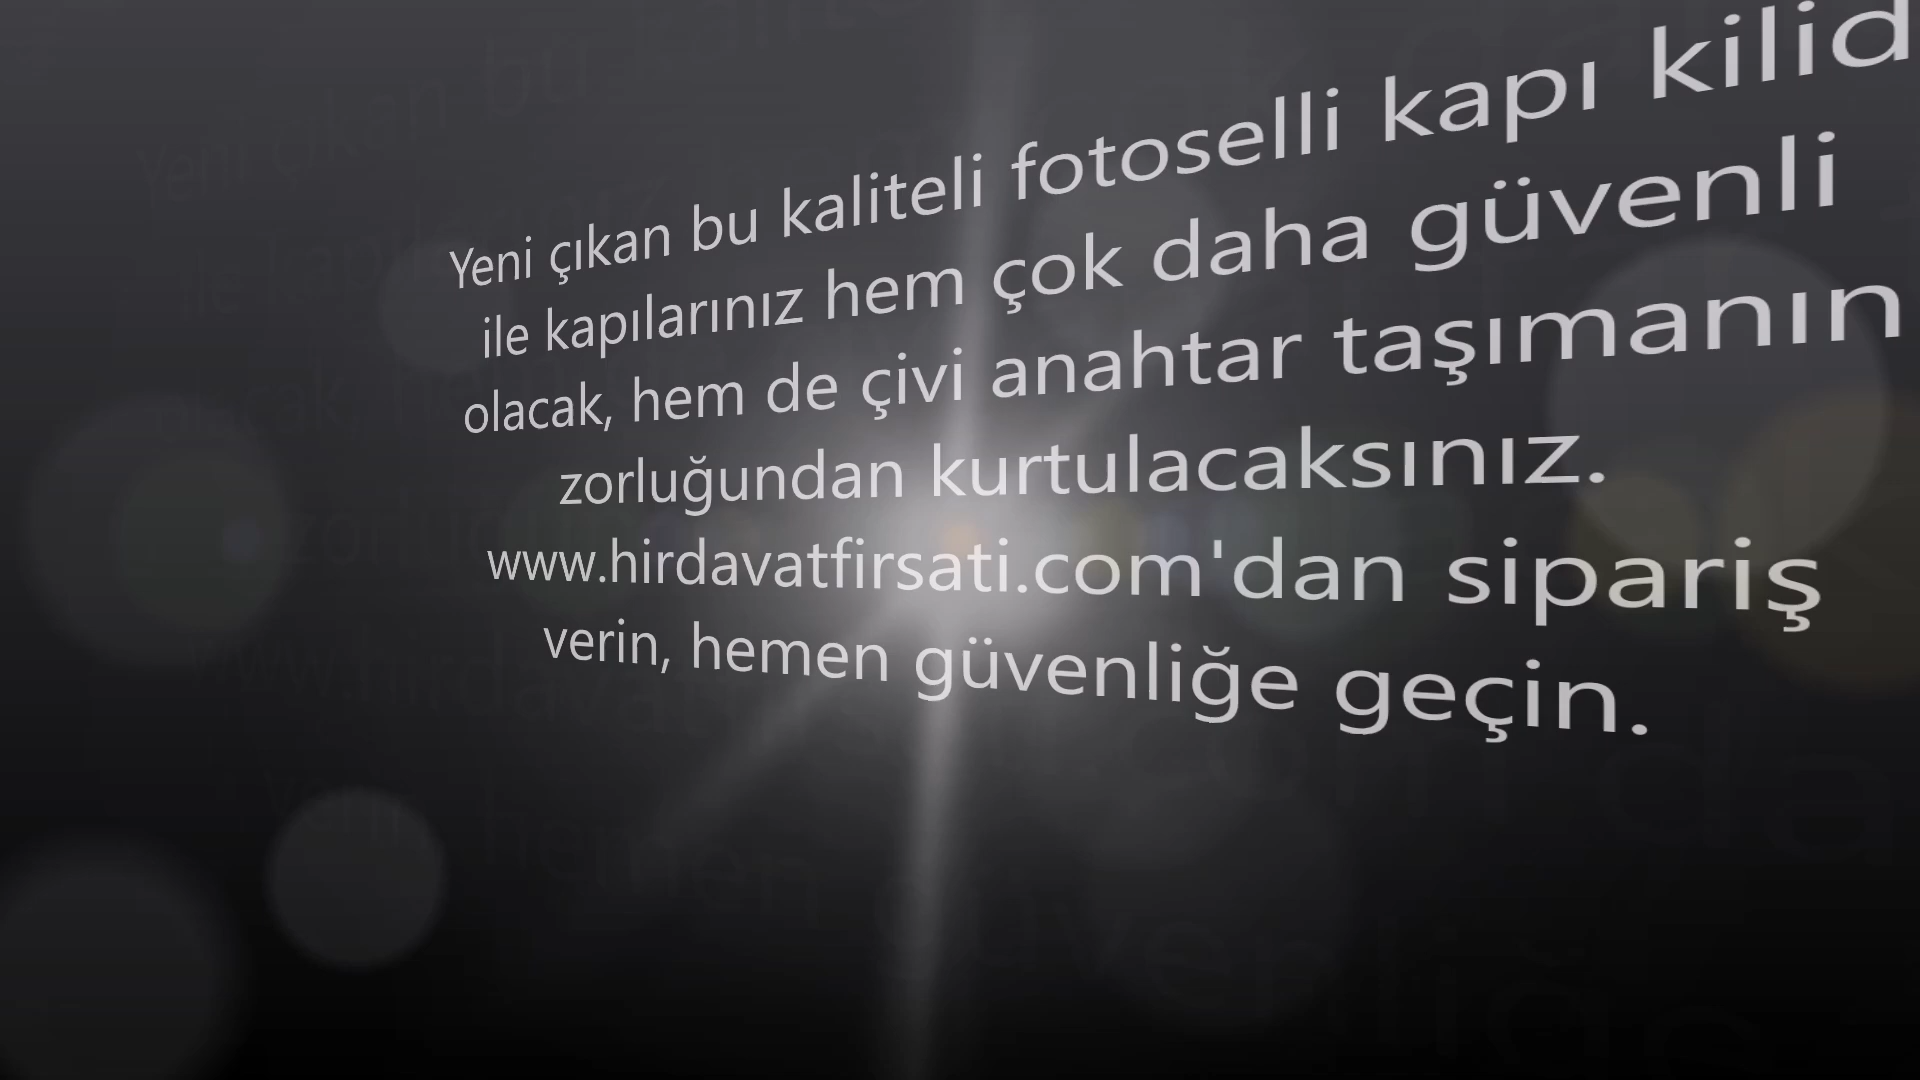 Yeni çıkan bu kaliteli fotoselli kapı kilid
ile kapılarınız hem çok daha güvenli
olacak, hem de çivi anahtar taşımanın
zorluğundan kurtulacaksınız.
www.hirdavatfirsati.com'dan sipariş
verin, hemen güvenliğe geçin.